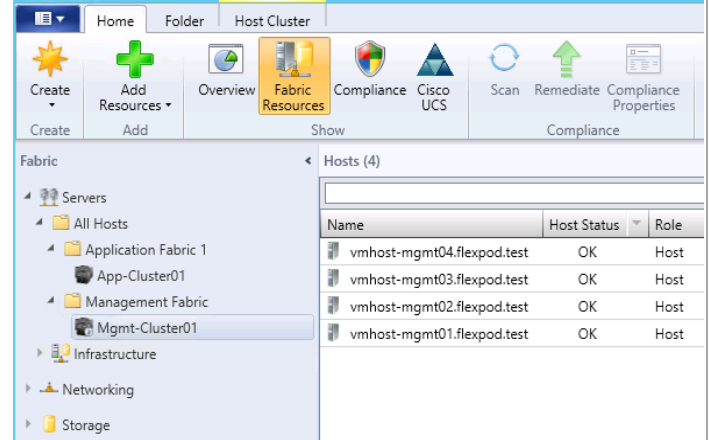 Home Folder Host Cluster
Create Add Resources Overview Fabric Resources Compliance Cisco UCS Scan Remediate Compliance Properties
Create Add Show Compliance
Fabric
Hosts (4)
Servers
All Hosts
Application Fabric 1
App-Cluster01
Management Fabric
Mgmt-Cluster01
Infrastructure
Networking
Storage
Name Host Status Role
vmhost-mgmt04.flexpod.test OK Host
vmhost-mgmt03.flexpod.test OK Host
vmhost-mgmt02.flexpod.test OK Host
vmhost-mgmt01.flexpod.test OK Host